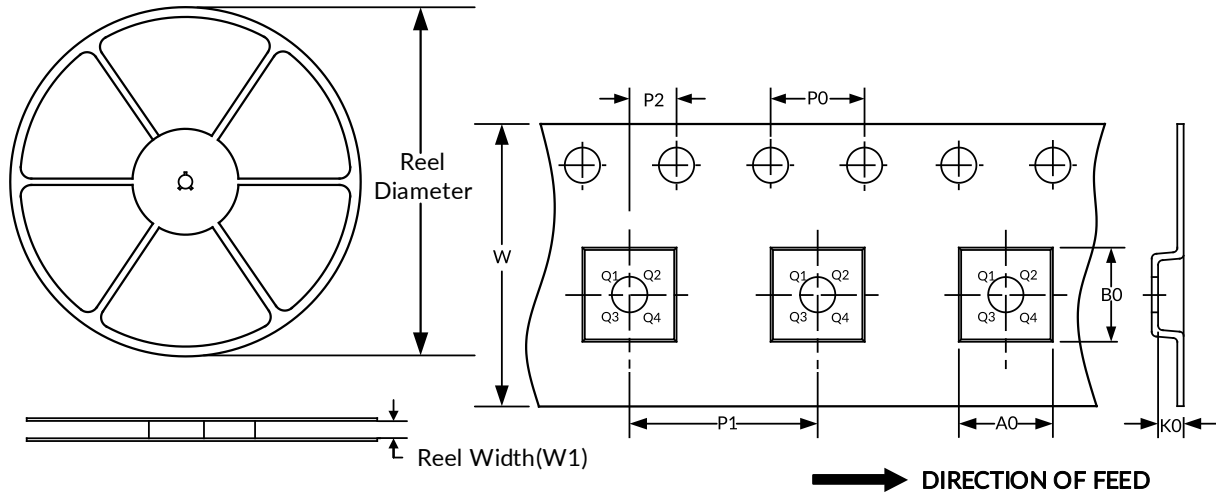 Reel
Diameter
Reel Width(W1)
P2
P0
W
Q1 Q2
Q3 Q4
Q1 Q2
Q3 Q4
Q1 Q2
Q3 Q4
B0
P1
A0
K0
DIRECTION OF FEED